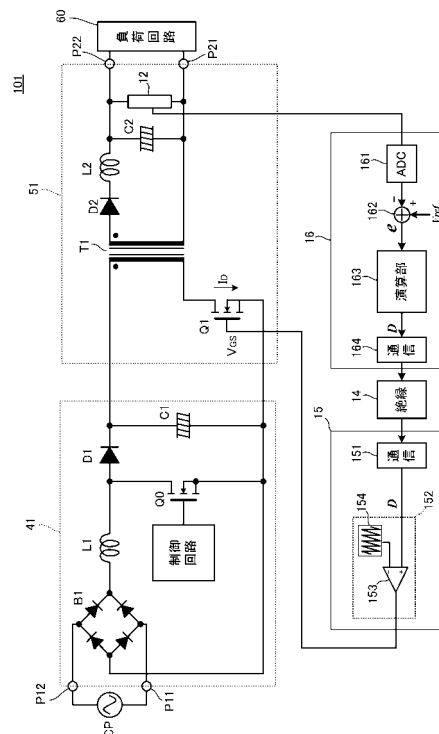 101
60
負荷回路
P22
P21
51
12
C2
L2
D2
T1
ID
Q1
VGS
41
C1
D1
Q0
L1
制御回路
B1
P12
P11
CP
16
161
ADC
162
−
+
e
Vref
163
演算部
D
164
通信
14
絶縁
15
151
通信
D
152
154
153
−
+